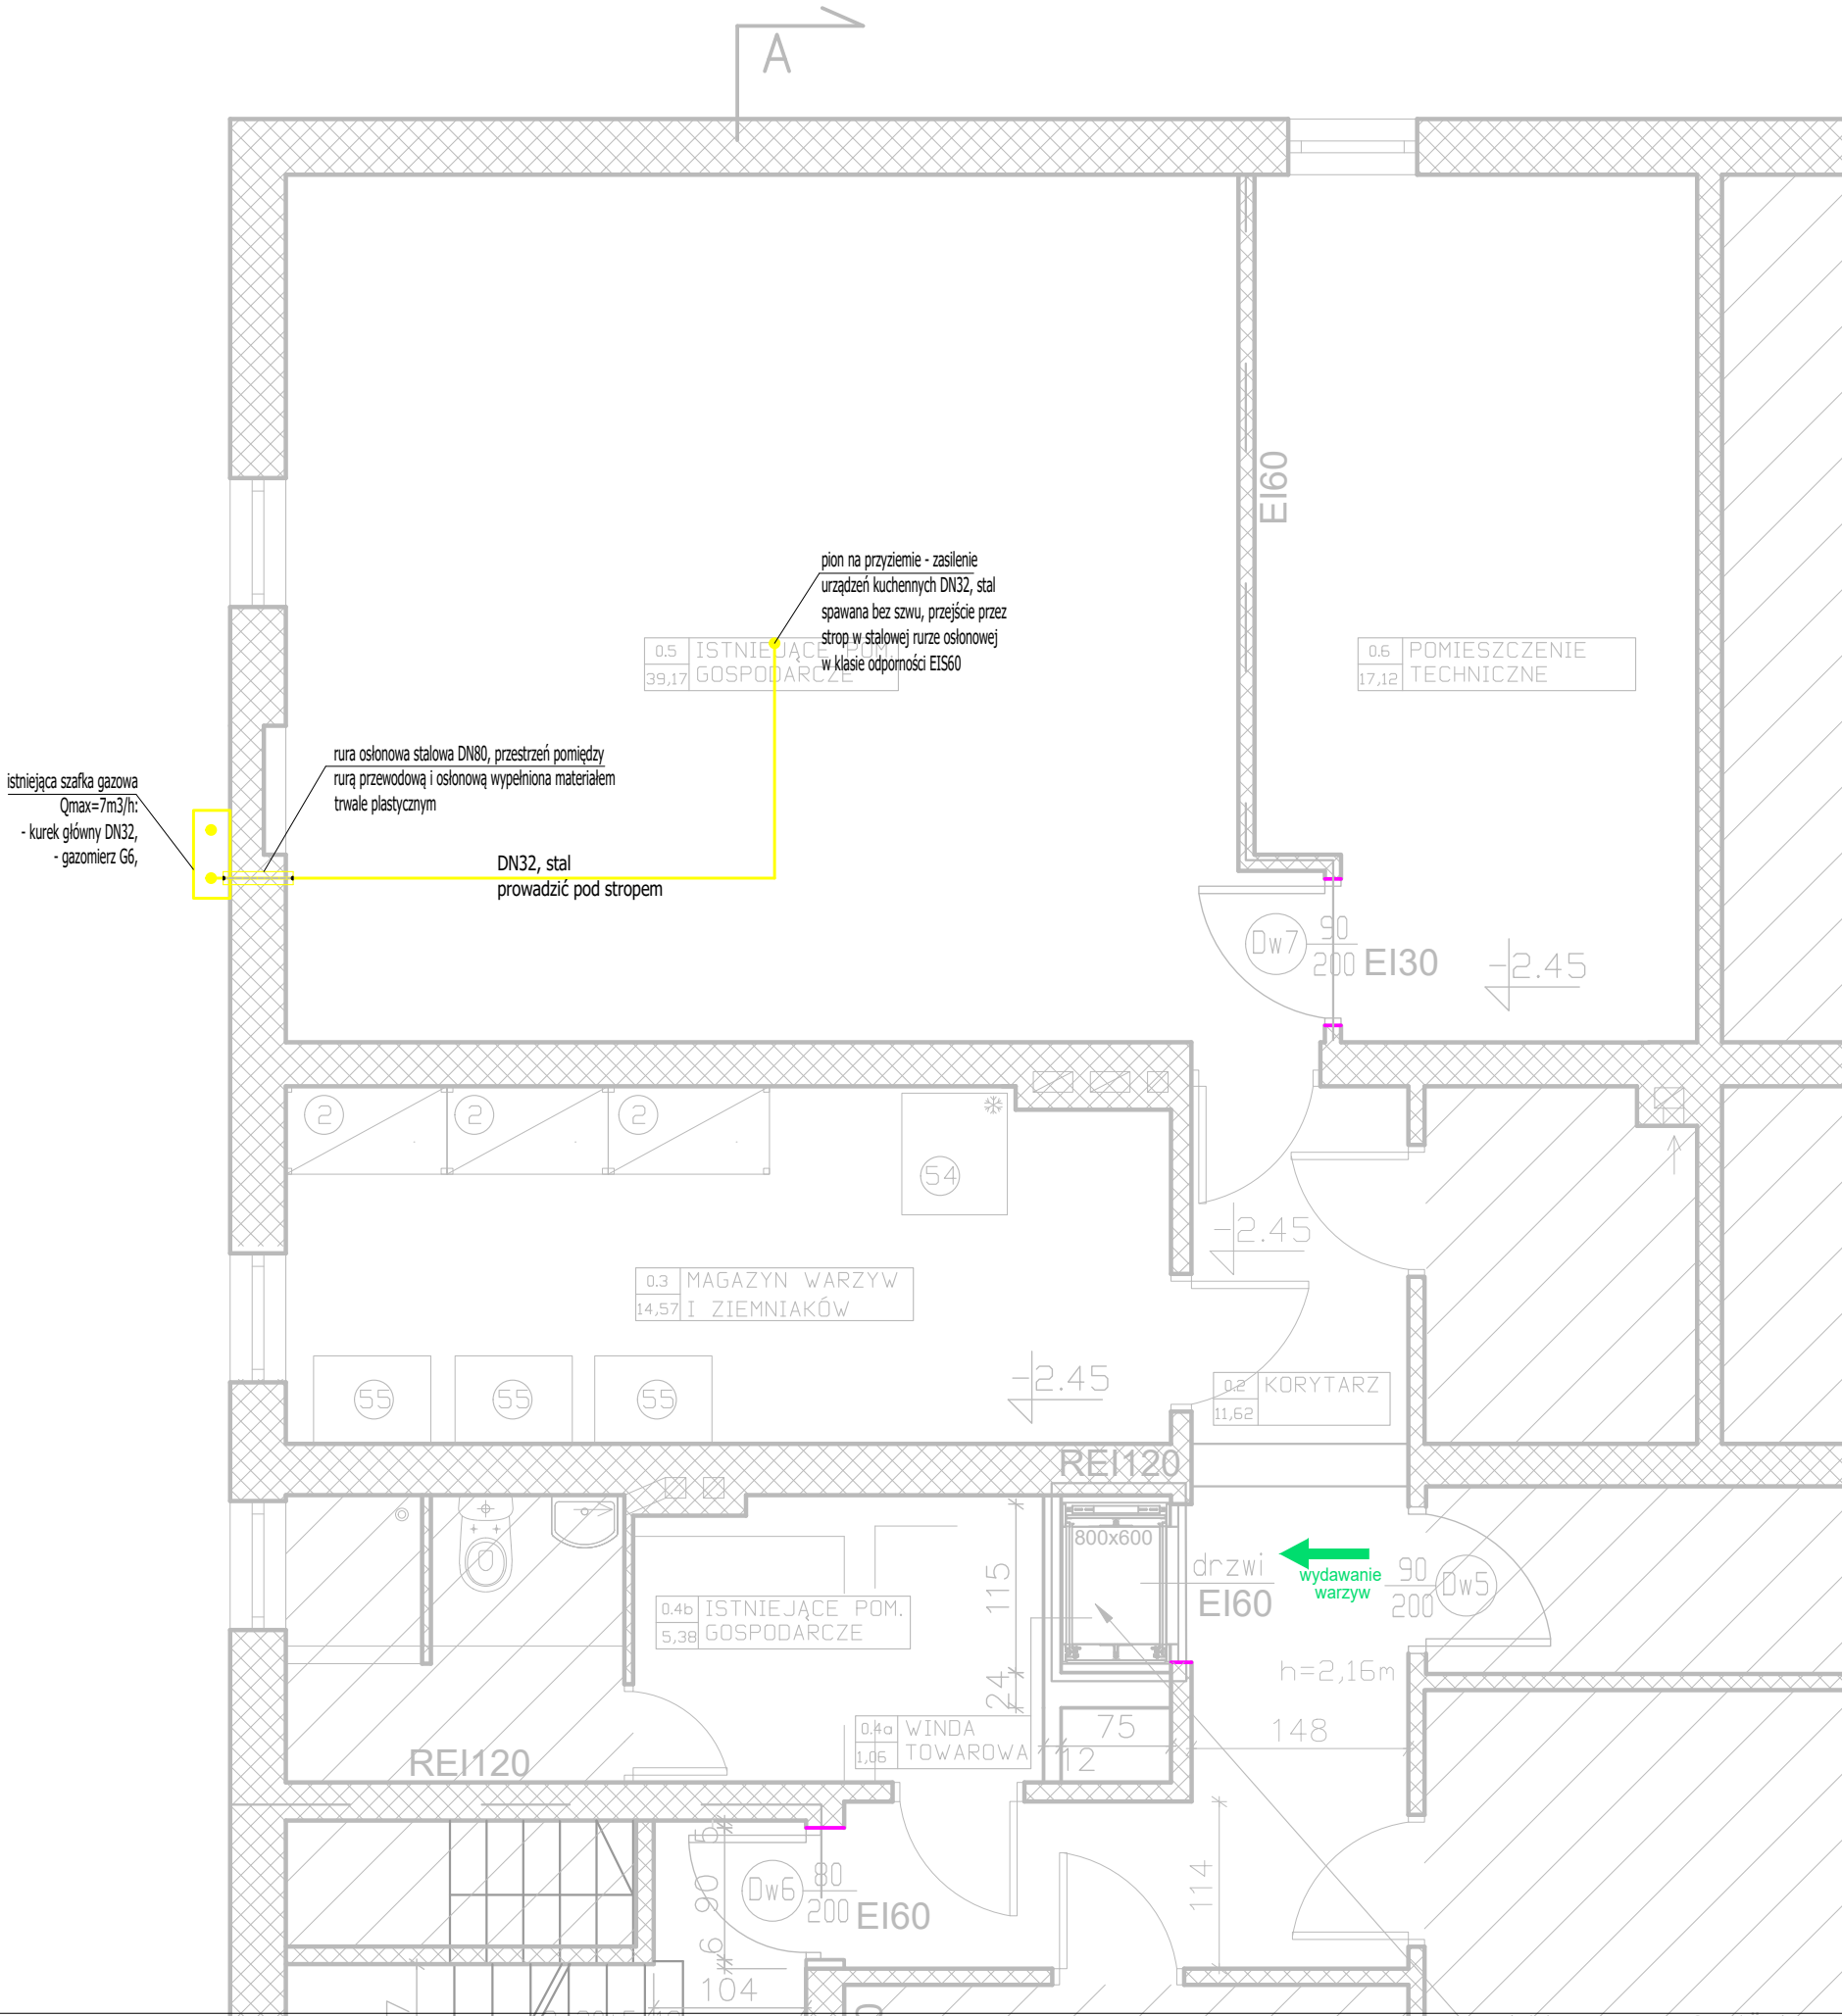 A
EI60
pion na przyziemie - zasilenie
urządzeń kuchennych DN32, stal
spawana bez szwu, przejście przez
strop w stalowej rurze osłonowej
w klasie odporności EIS60
0.5 ISTNIEJĄCE POM.
39,17 GOSPODARCZE
0.6 POMIESZCZENIE
17,12 TECHNICZNE
rura osłonowa stalowa DN80, przestrzeń pomiędzy
rurą przewodową i osłonową wypełniona materiałem
trwale plastycznym
istniejąca szafka gazowa
Qmax=7m3/h:
- kurek główny DN32,
- gazomierz G6,
DN32, stal
prowadzić pod stropem
Dw7 90
200 EI30
-2.45
2 2 2
54
-2.45
0.3 MAGAZYN WARZYW
14,57 I ZIEMNIAKÓW
55 55 55
-2.45
0.2 KORYTARZ
11,62
REI120
800x600
115
drzwi
EI60
wydawanie
warzyw
90
200 Dw5
0.4b ISTNIEJĄCE POM.
5,38 GOSPODARCZE
24
h=2,16m
0.4a WINDA
1,06 TOWAROWA
75
12
148
REI120
5
90
6
Dw6 80
200 EI60
114
104